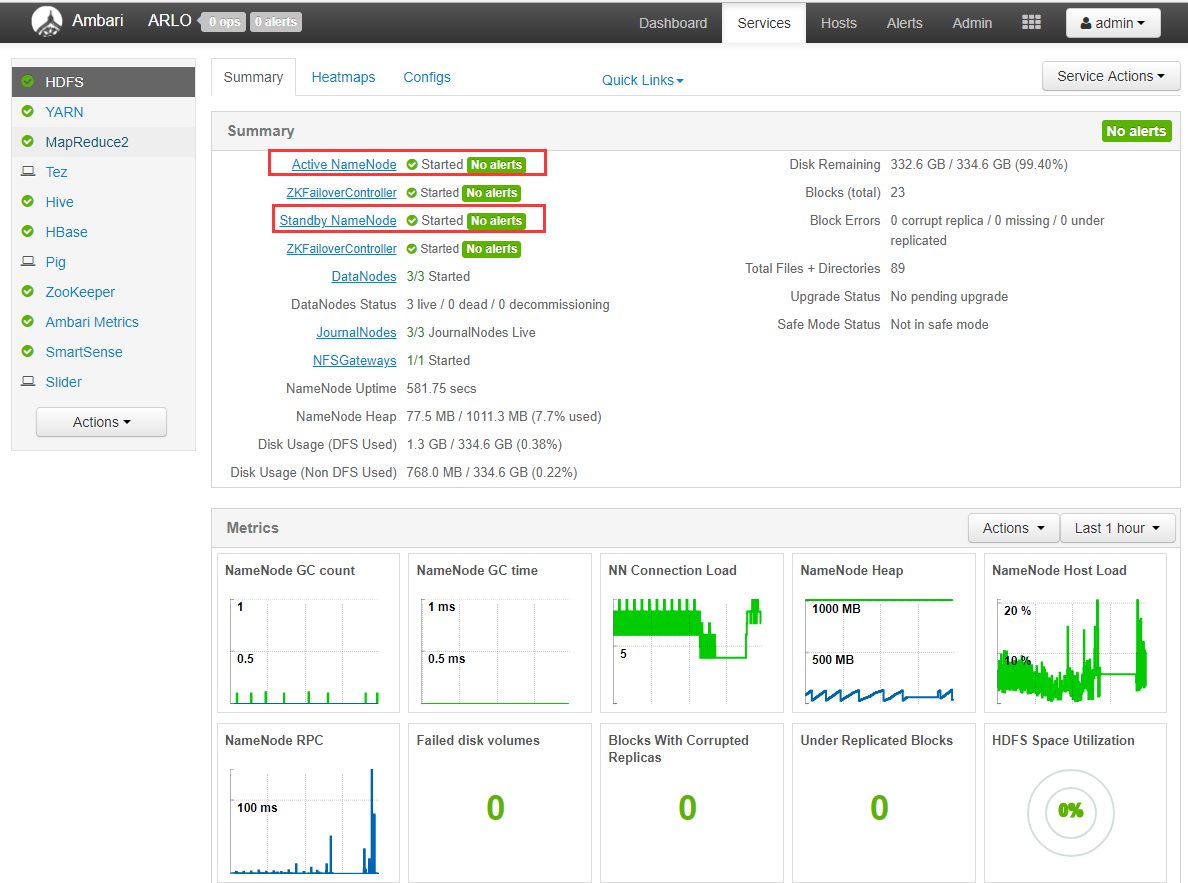 Ambari ARLO 0 ops 0 alerts Dashboard Services Hosts Alerts Admin admin
HDFS
YARN
MapReduce2
Tez
Hive
HBase
Pig
ZooKeeper
Ambari Metrics
SmartSense
Slider
Actions
Summary Heatmaps Configs Quick Links Service Actions
Summary No alerts
Active NameNode Started No alerts
ZKFailoverController Started No alerts
Standby NameNode Started No alerts
ZKFailoverController Started No alerts
DataNodes 3/3 Started
DataNodes Status 3 live / 0 dead / 0 decommissioning
JournalNodes 3/3 JournalNodes Live
NFSGateways 1/1 Started
NameNode Uptime 581.75 secs
NameNode Heap 77.5 MB / 1011.3 MB (7.7% used)
Disk Usage (DFS Used) 1.3 GB / 334.6 GB (0.38%)
Disk Usage (Non DFS Used) 768.0 MB / 334.6 GB (0.22%)
Disk Remaining 332.6 GB / 334.6 GB (99.40%)
Blocks (total) 23
Block Errors 0 corrupt replica / 0 missing / 0 under
replicated
Total Files + Directories 89
Upgrade Status No pending upgrade
Safe Mode Status Not in safe mode
Metrics Actions Last 1 hour
NameNode GC count
1
0.5
NameNode GC time
1 ms
0.5 ms
NN Connection Load
5
NameNode Heap
1000 MB
500 MB
NameNode Host Load
20 %
10 %
NameNode RPC
100 ms
Failed disk volumes
0
Blocks With Corrupted
Replicas
0
Under Replicated Blocks
0
HDFS Space Utilization
0%